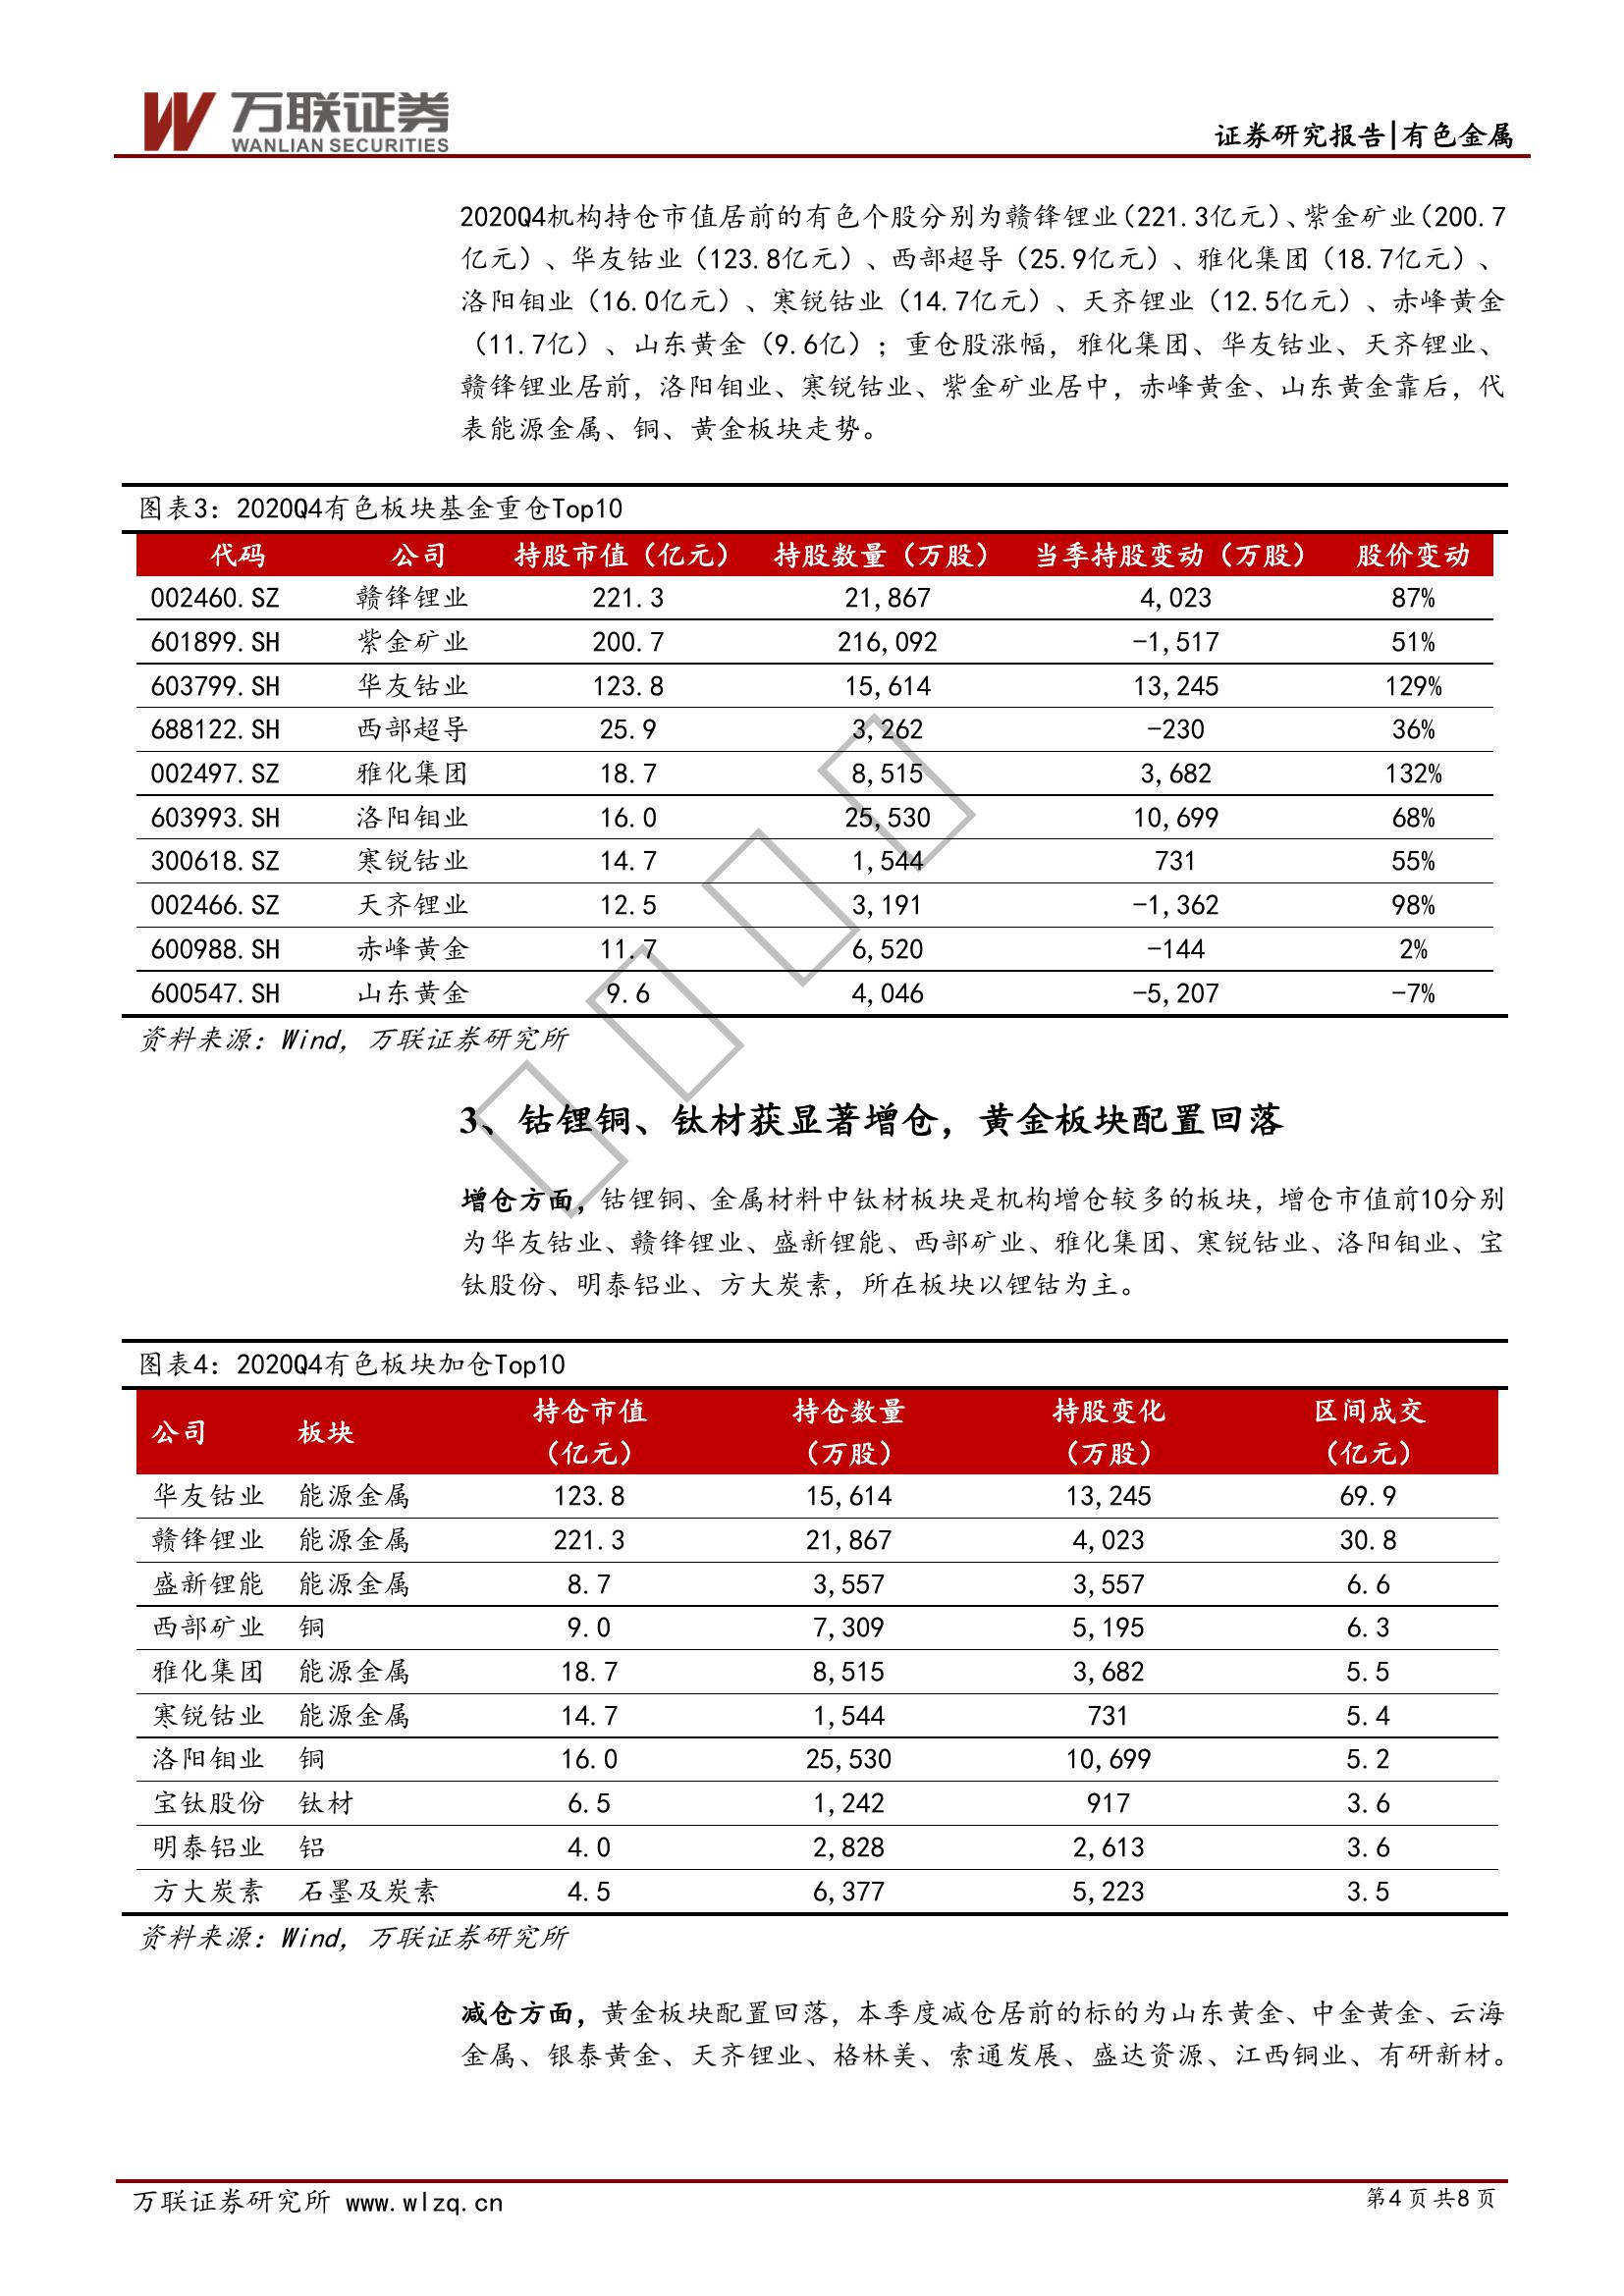 万联证券
WANLIAN SECURITIES
证券研究报告|有色金属
2020Q4机构持仓市值居前的有色个股分别为赣锋锂业（221.3亿元）、紫金矿业（200.7
亿元）、华友钴业（123.8亿元）、西部超导（25.9亿元）、雅化集团（18.7亿元）、
洛阳钼业（16.0亿元）、寒锐钴业（14.7亿元）、天齐锂业（12.5亿元）、赤峰黄金
（11.7亿）、山东黄金（9.6亿）；重仓股涨幅，雅化集团、华友钴业、天齐锂业、
赣锋锂业居前，洛阳钼业、寒锐钴业、紫金矿业居中，赤峰黄金、山东黄金靠后，代
表能源金属、铜、黄金板块走势。
图表3：2020Q4有色板块基金重仓Top10
代码 公司 持股市值（亿元） 持股数量（万股） 当季持股变动（万股） 股价变动
002460.SZ 赣锋锂业 221.3 21,867 4,023 87%
601899.SH 紫金矿业 200.7 216,092 -1,517 51%
603799.SH 华友钴业 123.8 15,614 13,245 129%
688122.SH 西部超导 25.9 3,262 -230 36%
002497.SZ 雅化集团 18.7 8,515 3,682 132%
603993.SH 洛阳钼业 16.0 25,530 10,699 68%
300618.SZ 寒锐钴业 14.7 1,544 731 55%
002466.SZ 天齐锂业 12.5 3,191 -1,362 98%
600988.SH 赤峰黄金 11.7 6,520 -144 2%
600547.SH 山东黄金 9.6 4,046 -5,207 -7%
资料来源：Wind，万联证券研究所
3、钴锂铜、钛材获显著增仓，黄金板块配置回落
增仓方面，钴锂铜、金属材料中钛材板块是机构增仓较多的板块，增仓市值前10分别
为华友钴业、赣锋锂业、盛新锂能、西部矿业、雅化集团、寒锐钴业、洛阳钼业、宝
钛股份、明泰铝业、方大炭素，所在板块以锂钴为主。
图表4：2020Q4有色板块加仓Top10
公司 板块 持仓市值 持仓数量 持股变化 区间成交
（亿元） （万股） （万股） （亿元）
华友钴业 能源金属 123.8 15,614 13,245 69.9
赣锋锂业 能源金属 221.3 21,867 4,023 30.8
盛新锂能 能源金属 8.7 3,557 3,557 6.6
西部矿业 铜 9.0 7,309 5,195 6.3
雅化集团 能源金属 18.7 8,515 3,682 5.5
寒锐钴业 能源金属 14.7 1,544 731 5.4
洛阳钼业 铜 16.0 25,530 10,699 5.2
宝钛股份 钛材 6.5 1,242 917 3.6
明泰铝业 铝 4.0 2,828 2,613 3.6
方大炭素 石墨及炭素 4.5 6,377 5,223 3.5
资料来源：Wind，万联证券研究所
减仓方面，黄金板块配置回落，本季度减仓居前的标的为山东黄金、中金黄金、云海
金属、银泰黄金、天齐锂业、格林美、索通发展、盛达资源、江西铜业、有研新材。
万联证券研究所 www.wlzq.cn
第4页共8页